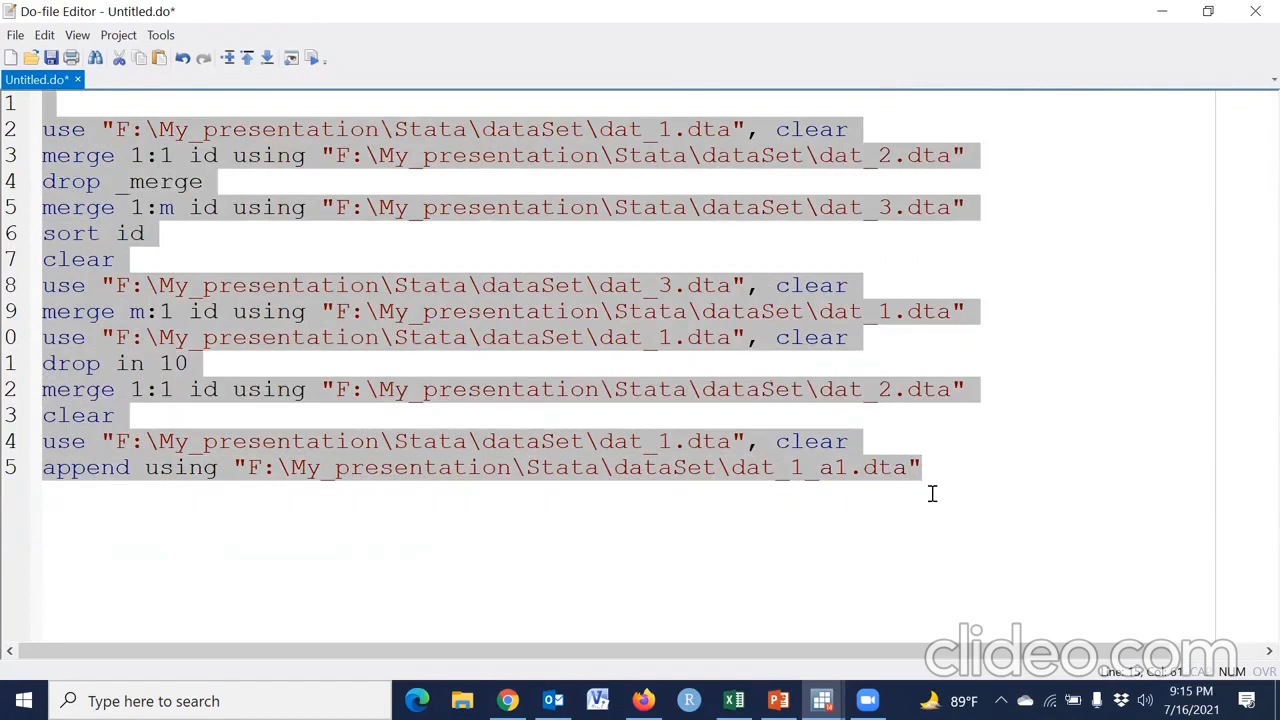 Do-file Editor - Untitled.do*
File Edit View Project Tools
Untitled.do* ×
1
2 use "F:\My_presentation\Stata\dataSet\dat_1.dta", clear
3 merge 1:1 id using "F:\My_presentation\Stata\dataSet\dat_2.dta"
4 drop _merge
5 merge 1:m id using "F:\My_presentation\Stata\dataSet\dat_3.dta"
6 sort id
7 clear
8 use "F:\My_presentation\Stata\dataSet\dat_3.dta", clear
9 merge m:1 id using "F:\My_presentation\Stata\dataSet\dat_1.dta"
0 use "F:\My_presentation\Stata\dataSet\dat_1.dta", clear
1 drop in 10
2 merge 1:1 id using "F:\My_presentation\Stata\dataSet\dat_2.dta"
3 clear
4 use "F:\My_presentation\Stata\dataSet\dat_1.dta", clear
5 append using "F:\My_presentation\Stata\dataSet\dat_1_a1.dta"
clideo.com
Line: 15, Col: 61 CAP NUM OVR
Type here to search
89°F
9:15 PM
7/16/2021